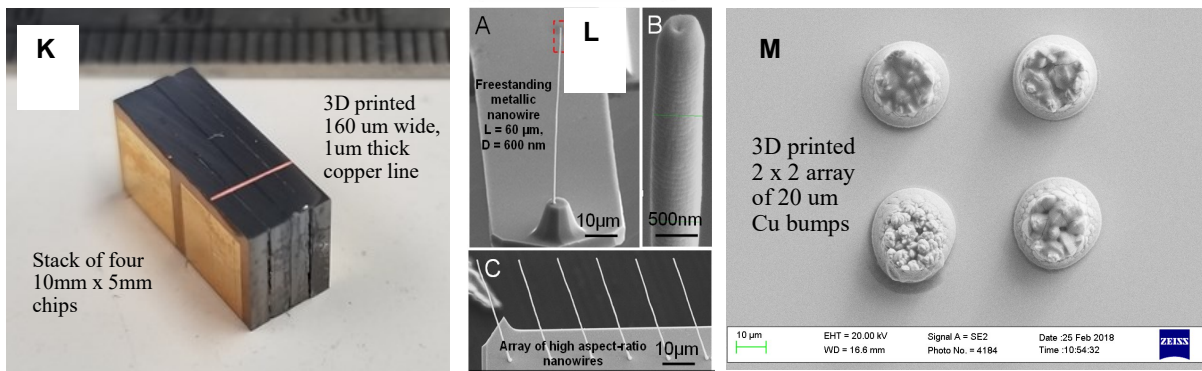 K
20
30
3D printed
160 um wide,
1um thick
copper line
Stack of four
10mm x 5mm
chips
A
L
B
Freestanding
metallic
nanowire
L = 60 µm,
D = 600 nm
10µm
500nm
C
Array of high aspect-ratio
nanowires
10µm
M
3D printed
2 x 2 array
of 20 um
Cu bumps
10 µm
EHT = 20.00 kV
Signal A = SE2
Date :25 Feb 2018
WD = 16.6 mm
Photo No. = 4184
Time :10:54:32
ZEISS